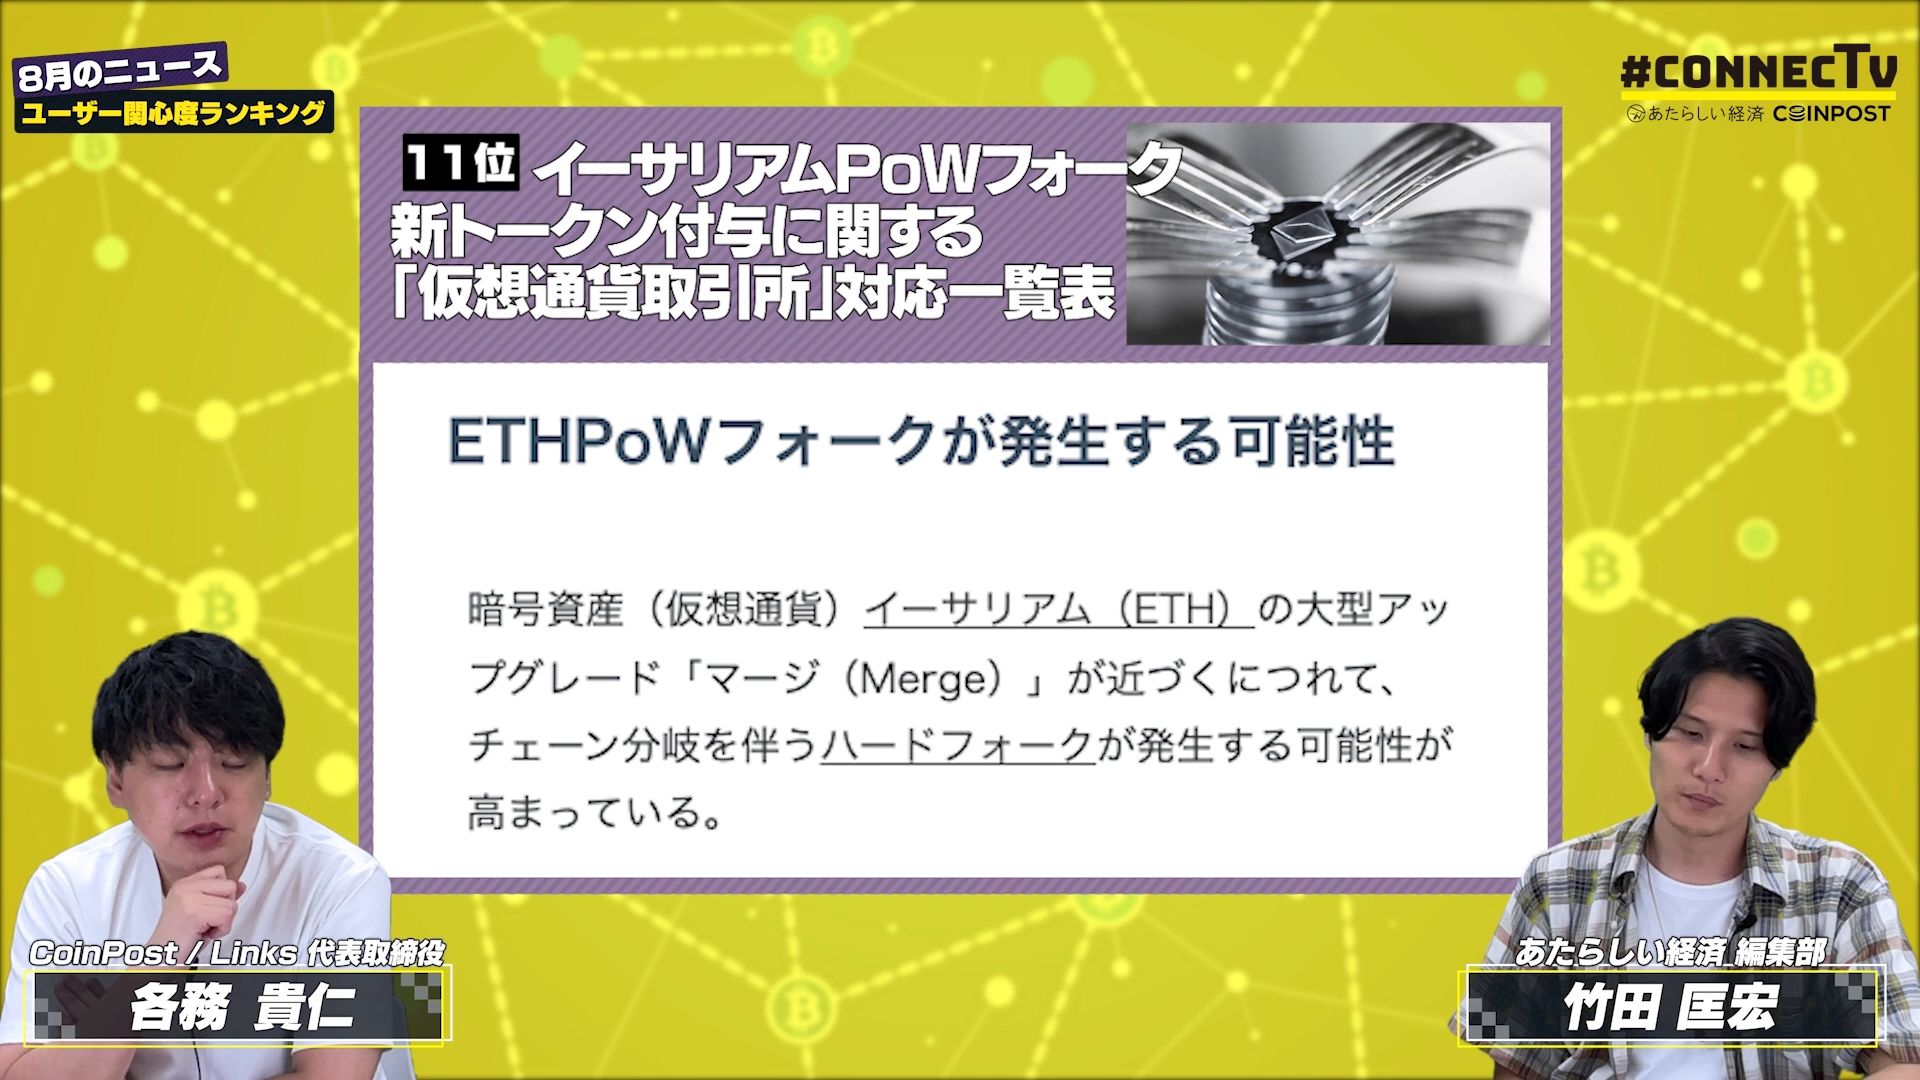 8月のニュース
ユーザー関心度ランキング
#CONNECTV
あたらしい経済 COINPOST
11位 イーサリアムPoWフォーク
新トークン付与に関する
「仮想通貨取引所」対応一覧表
ETHPoWフォークが発生する可能性
暗号資産（仮想通貨）イーサリアム（ETH）の大型アッ
プグレード「マージ（Merge）」が近づくにつれて、
チェーン分岐を伴うハードフォークが発生する可能性が
高まっている。
CoinPost / Links 代表取締役
各務 貴仁
あたらしい経済 編集部
竹田 匡宏